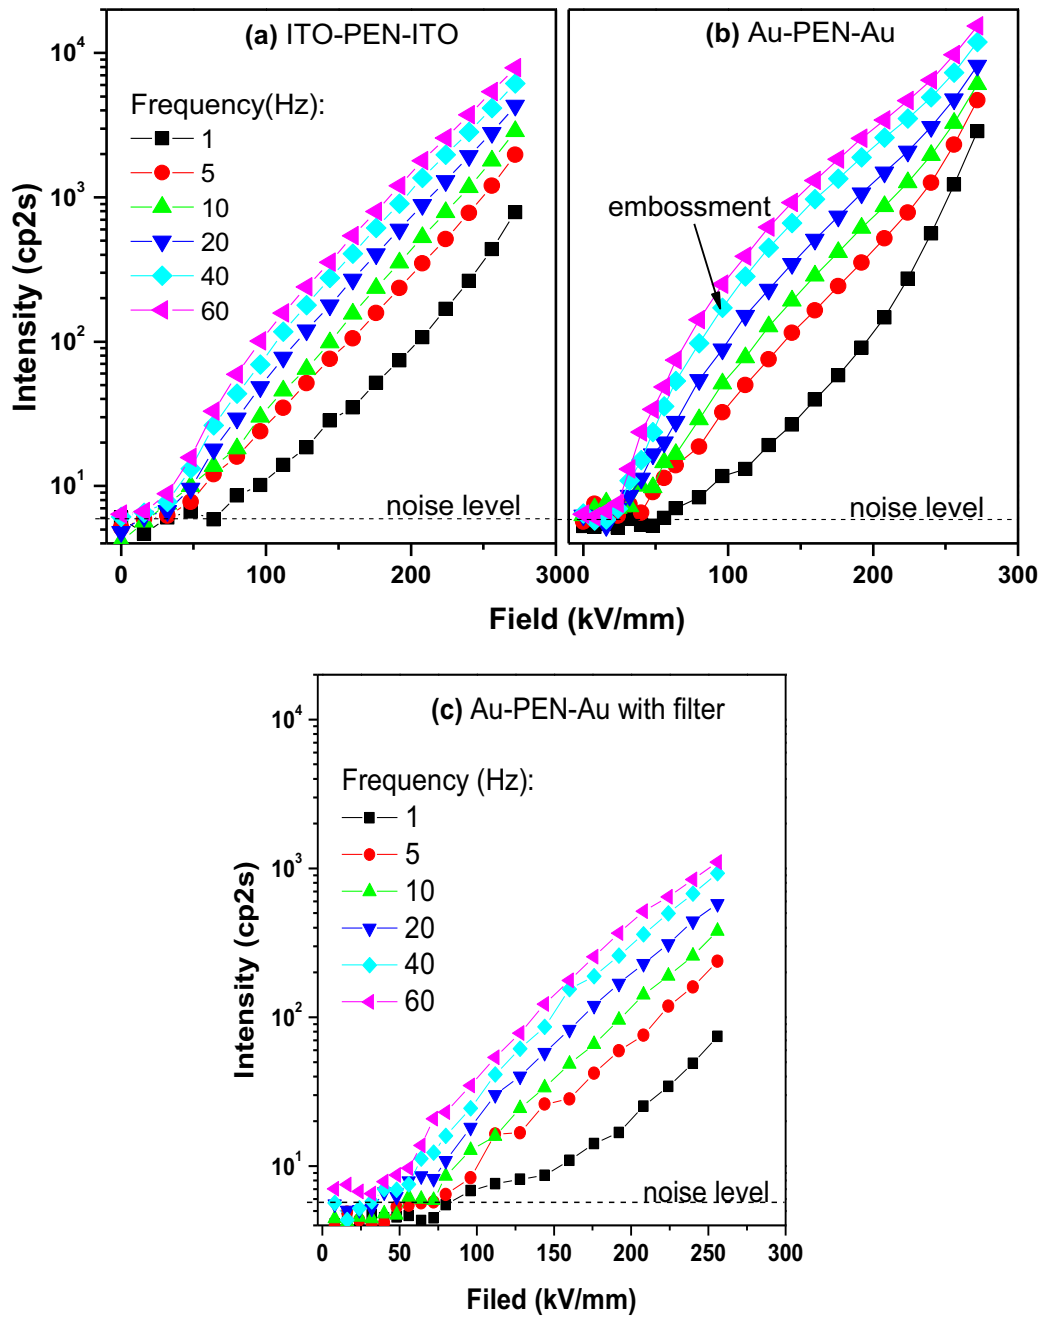 (a) ITO-PEN-ITO
(b) Au-PEN-Au
Intensity (cp2s)
10^4
10^3
10^2
10^1
Frequency(Hz):
1
5
10
20
40
60
embossment
noise level
noise level
0 100 200 300
0 100 200 300
Field (kV/mm)
(c) Au-PEN-Au with filter
Intensity (cp2s)
10^4
10^3
10^2
10^1
Frequency (Hz):
1
5
10
20
40
60
noise level
0 50 100 150 200 250 300
Filed (kV/mm)